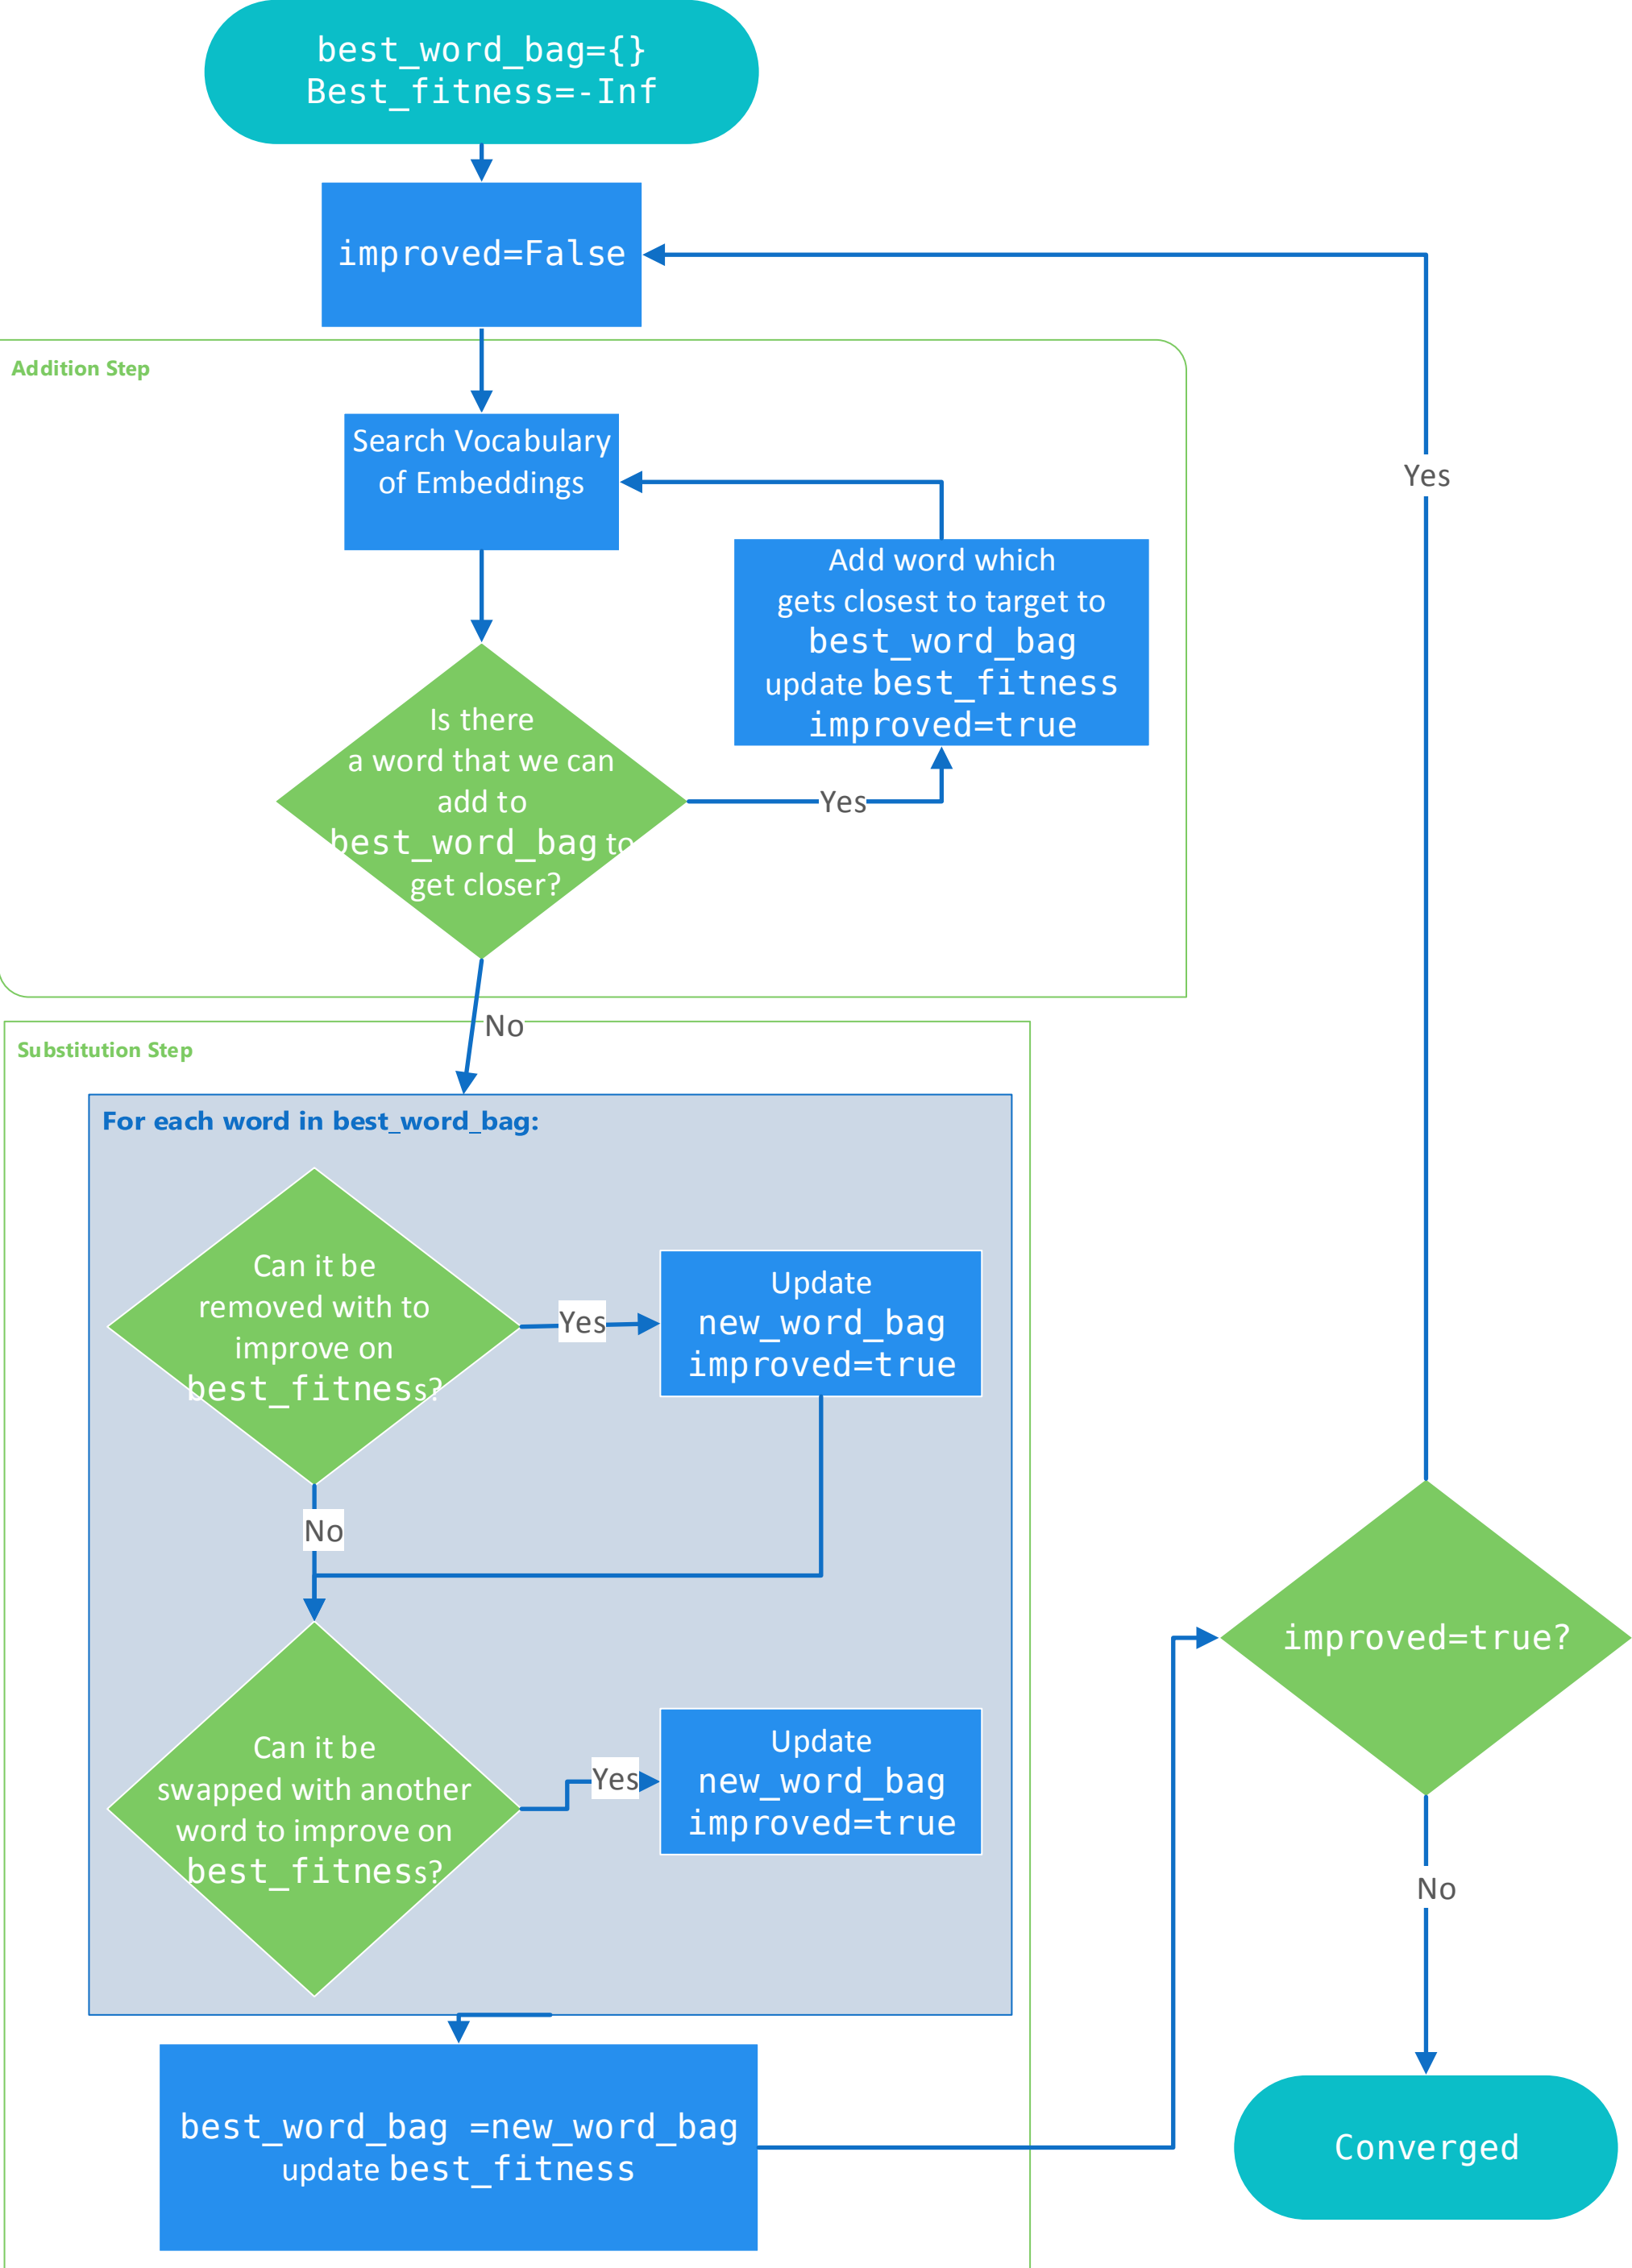 best_word_bag={}
Best_fitness=-Inf
improved=False
Addition Step
Search Vocabulary
of Embeddings
Add word which
gets closest to target to
best_word_bag
update best_fitness
improved=true
Is there
a word that we can
add to
best_word_bag to
get closer?
Yes
Yes
No
Substitution Step
For each word in best_word_bag:
Can it be
removed with to
improve on
best_fitness?
Yes
Update
new_word_bag
improved=true
No
Can it be
swapped with another
word to improve on
best_fitness?
Yes
Update
new_word_bag
improved=true
best_word_bag =new_word_bag
update best_fitness
improved=true?
No
Converged